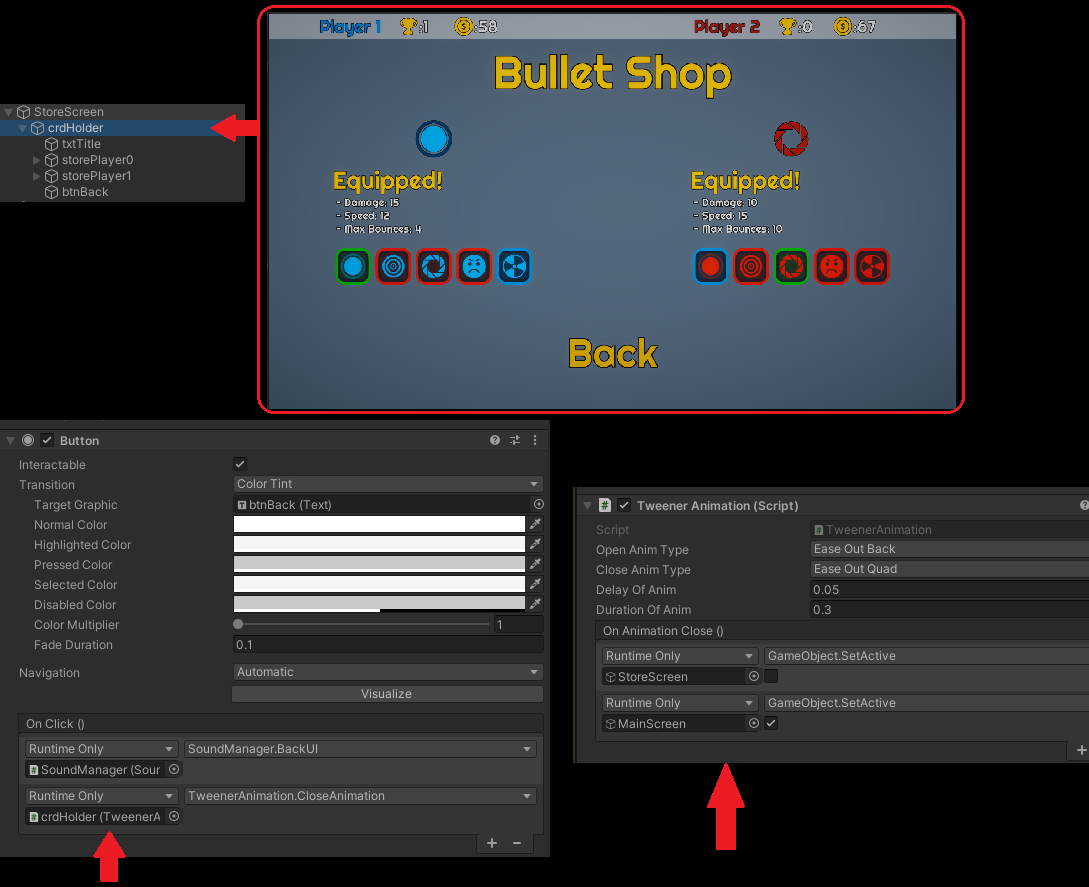 Player 1 :1 :58 Player 2 :0 :67
Bullet Shop
StoreScreen
crdHolder
txtTitle
storePlayer0
storePlayer1
btnBack
Equipped!
- Damage: 15
- Speed: 12
- Max Bounces: 4
Equipped!
- Damage: 10
- Speed: 15
- Max Bounces: 10
Back
Button
Interactable
Transition Color Tint
Target Graphic btnBack (Text)
Normal Color
Highlighted Color
Pressed Color
Selected Color
Disabled Color
Color Multiplier 1
Fade Duration 0.1
Navigation Automatic
Visualize
On Click ()
Runtime Only SoundManager.BackUI
SoundManager (Sour
Runtime Only TweenerAnimation.CloseAnimation
crdHolder (TweenerA
Tweener Animation (Script)
Script TweenerAnimation
Open Anim Type Ease Out Back
Close Anim Type Ease Out Quad
Delay Of Anim 0.05
Duration Of Anim 0.3
On Animation Close ()
Runtime Only GameObject.SetActive
StoreScreen
Runtime Only GameObject.SetActive
MainScreen